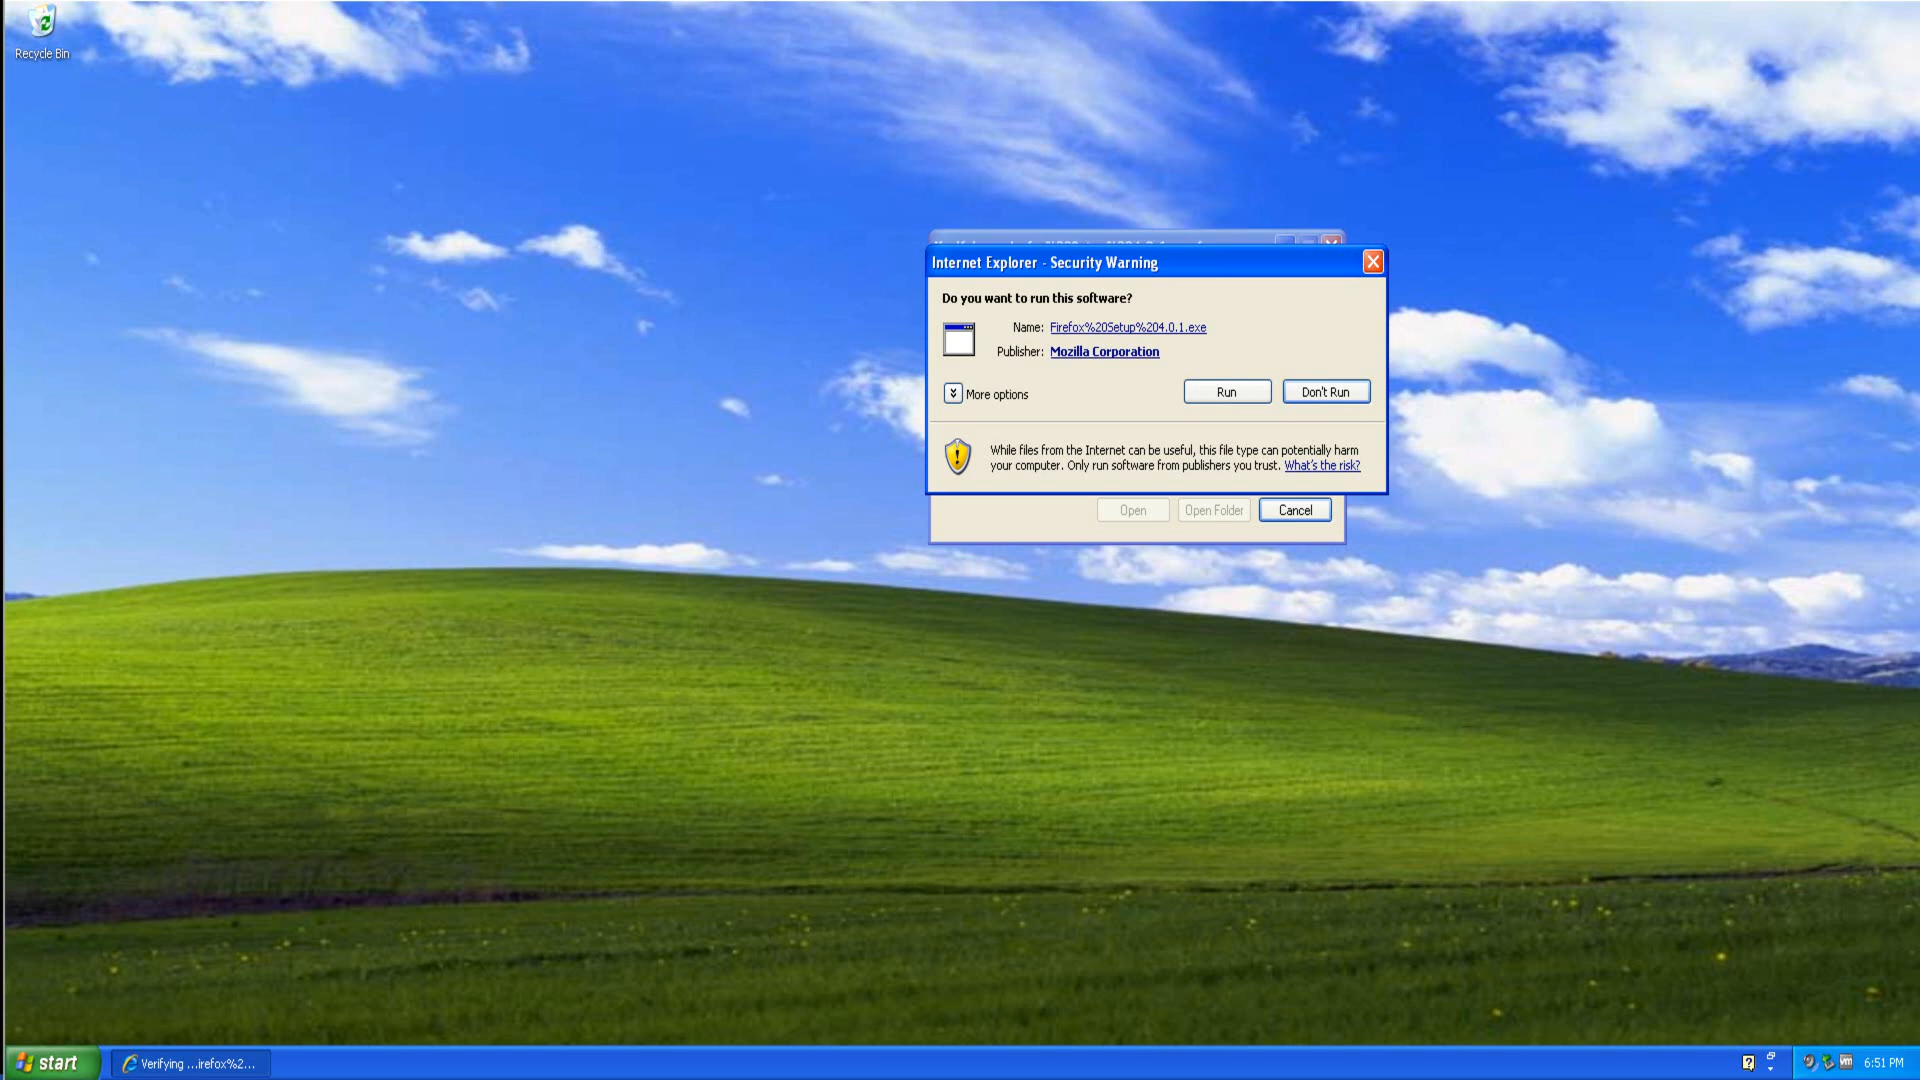 Recycle Bin
Internet Explorer - Security Warning
Do you want to run this software?
Name: Firefox%20Setup%204.0.1.exe
Publisher: Mozilla Corporation
More options
Run
Don't Run
While files from the Internet can be useful, this file type can potentially harm
your computer. Only run software from publishers you trust. What's the risk?
Open
Open Folder
Cancel
start
Verifying ...irefox%2...
vm
6:51 PM